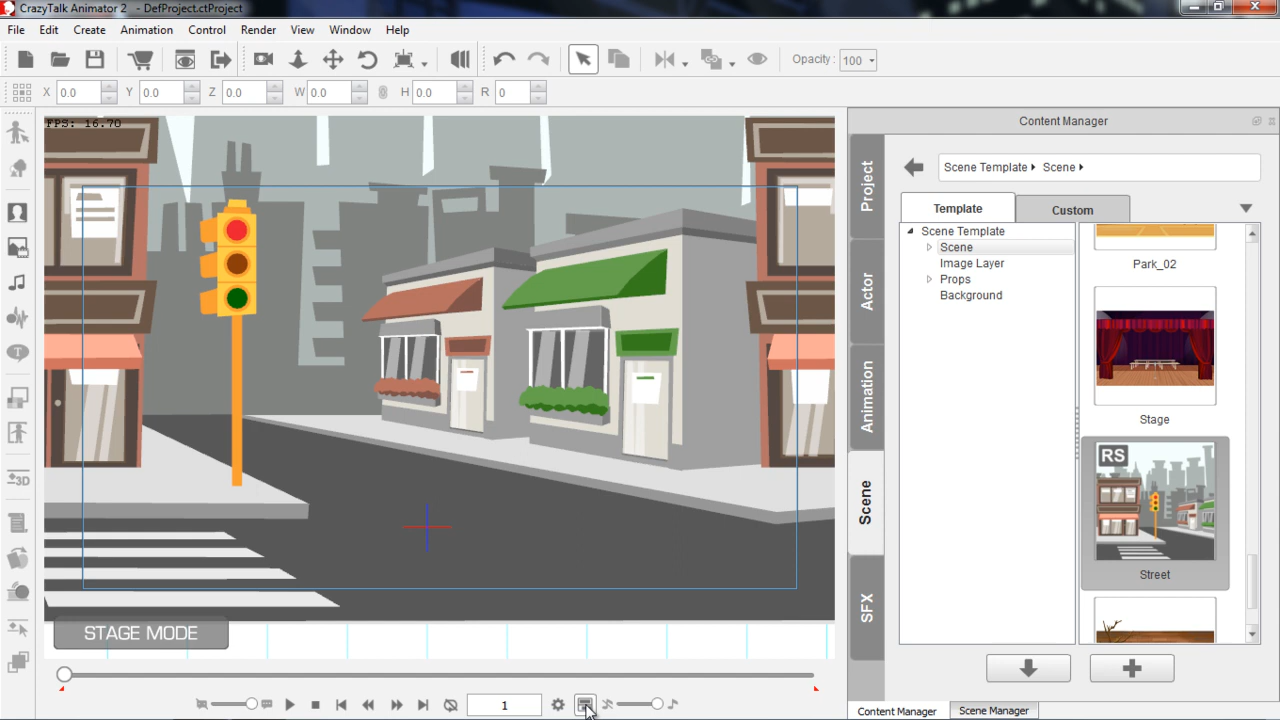 CrazyTalk Animator 2 - DefProject.ctProject
File Edit Create Animation Control Render View Window Help
Opacity : 100
X 0.0 Y 0.0 Z 0.0 W 0.0 H 0.0 R 0
FPS: 16.70
3D
STAGE MODE
1
Content Manager
Scene Template Scene
Template Custom
Project
Actor
Animation
Scene
SFX
Scene Template
Scene
Image Layer
Props
Background
Park_02
Stage
RS
Street
Content Manager Scene Manager